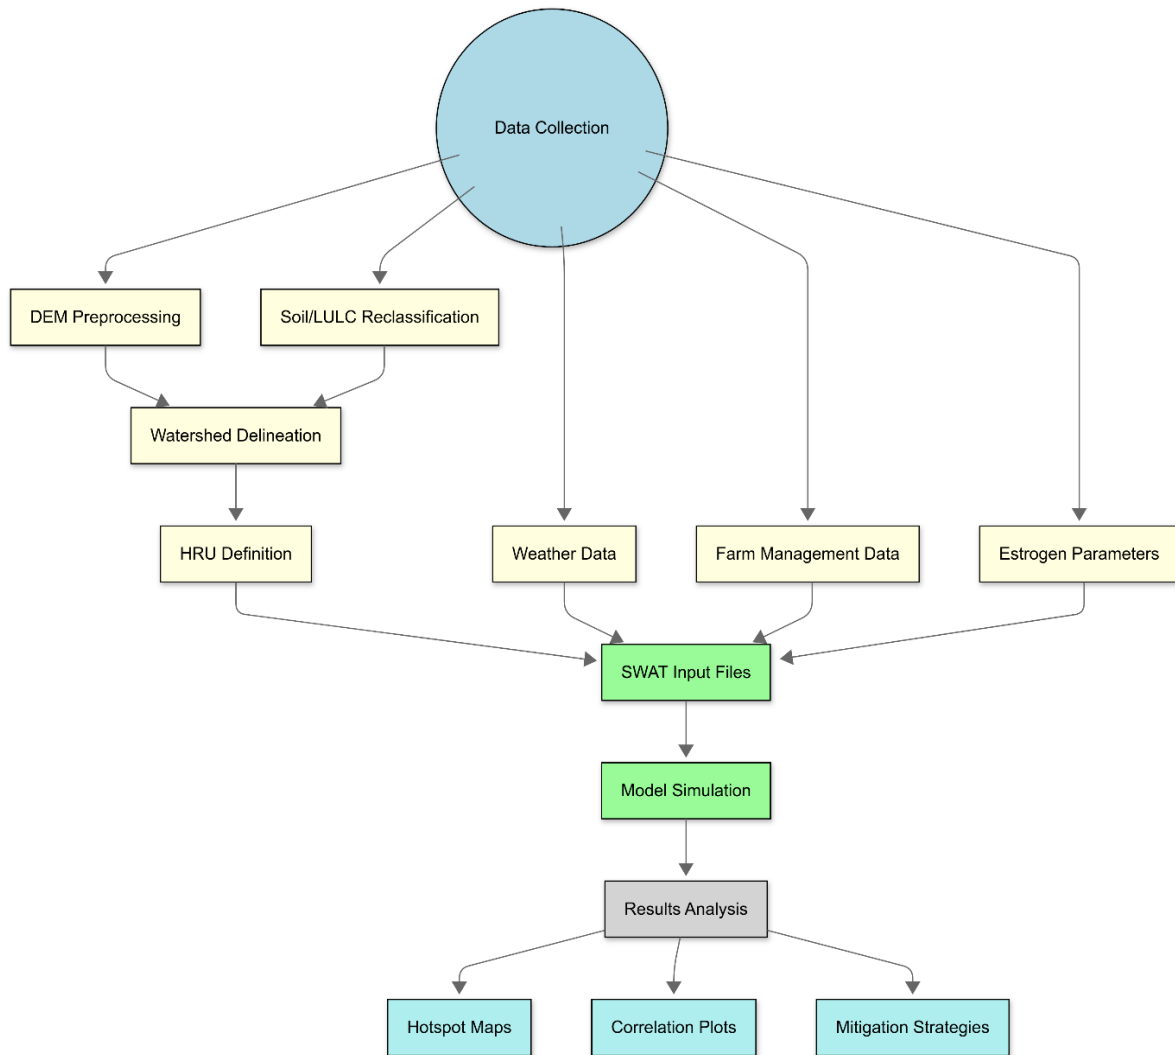 Data Collection
DEM Preprocessing
Soil/LULC Reclassification
Watershed Delineation
HRU Definition
Weather Data
Farm Management Data
Estrogen Parameters
SWAT Input Files
Model Simulation
Results Analysis
Hotspot Maps
Correlation Plots
Mitigation Strategies